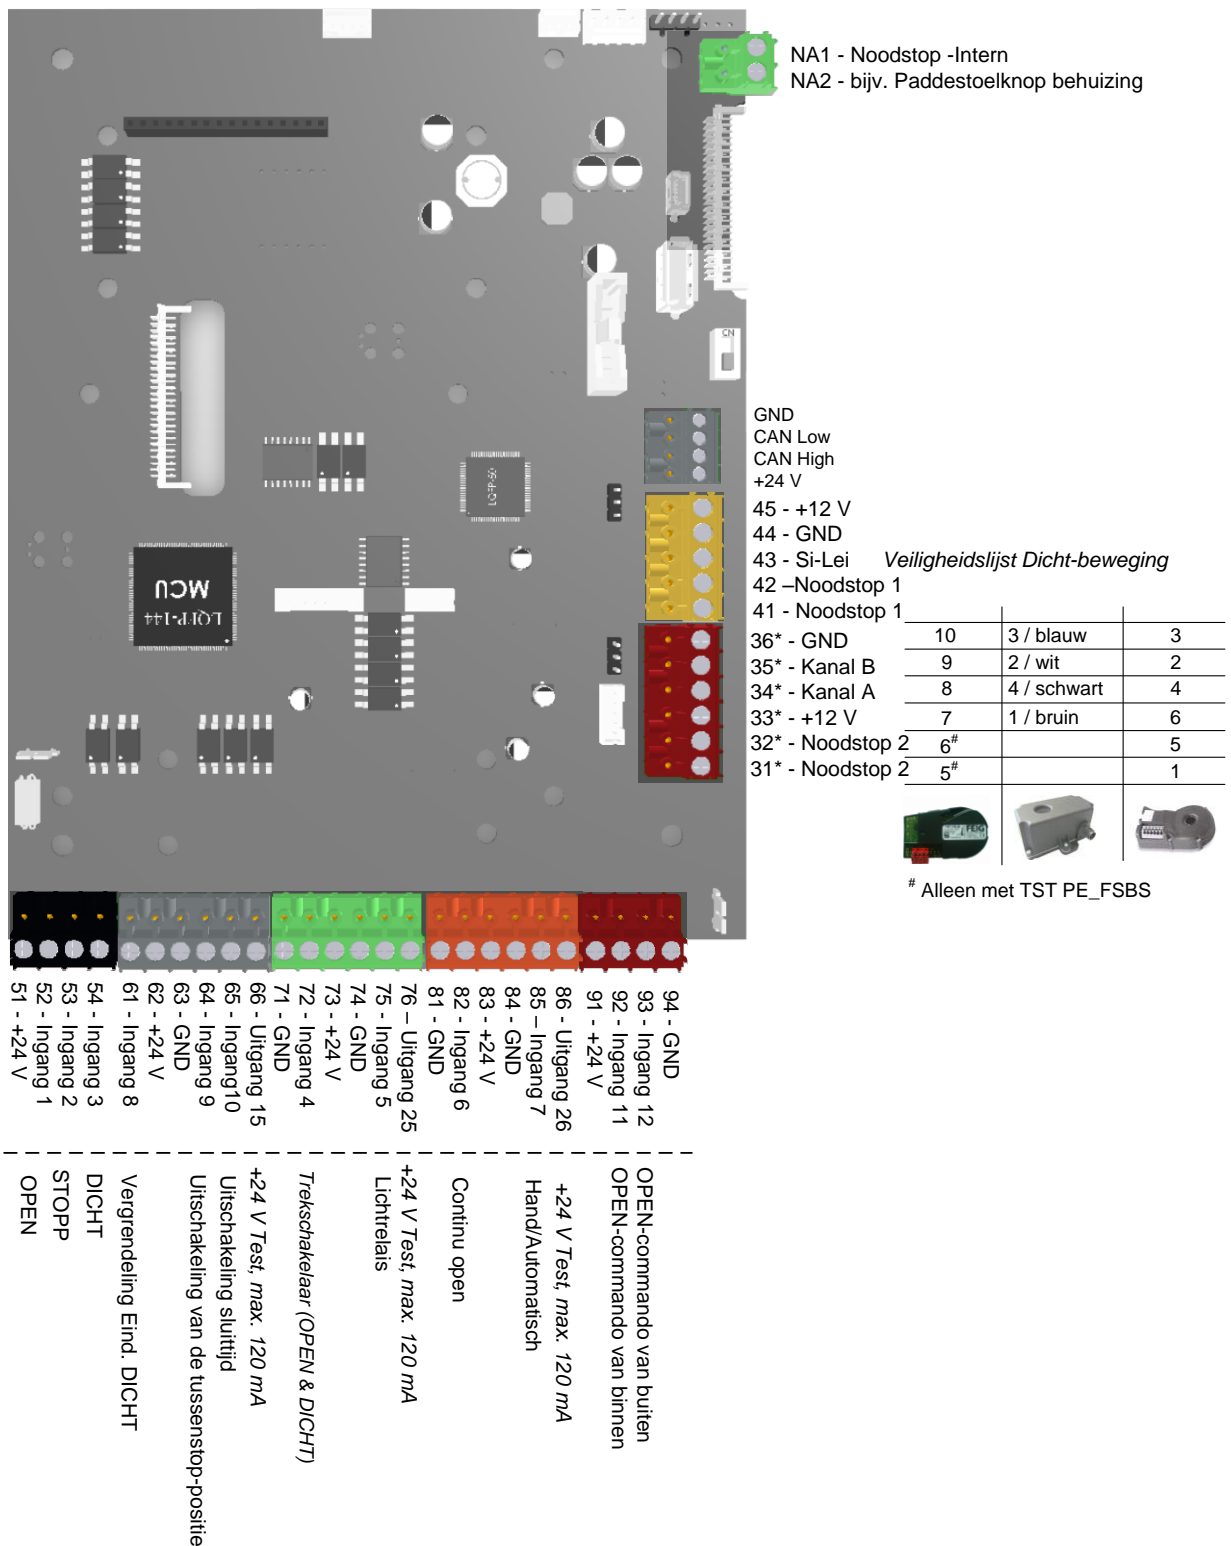 NA1 - Noodstop -Intern
NA2 - bijv. Paddestoelknop behuizing
CN
GND
CAN Low
CAN High
+24 V
LQFP-60
45 - +12 V
44 - GND
43 - Si-Lei Veiligheidslijst Dicht-beweging
42 –Noodstop 1
41 - Noodstop 1
MCU
LQFP-144
36* - GND 10 3 / blauw 3
35* - Kanal B 9 2 / wit 2
34* - Kanal A 8 4 / schwart 4
33* - +12 V 7 1 / bruin 6
32* - Noodstop 2 6# 5
31* - Noodstop 2 5# 1
FEIG
# Alleen met TST PE_FSBS
51 - +24 V
52 - Ingang 1
53 - Ingang 2
54 - Ingang 3
61 - Ingang 8
62 - +24 V
63 - GND
64 - Ingang 9
65 - Ingang10
66 - Uitgang 15
71 - GND
72 - Ingang 4
73 - +24 V
74 - GND
75 - Ingang 5
76 – Uitgang 25
81 - GND
82 - Ingang 6
83 - +24 V
84 - GND
85 – Ingang 7
86 - Uitgang 26
91 - +24 V
92 - Ingang 11
93 - Ingang 12
94 - GND
OPEN
STOPP
DICHT
Vergrendeling Eind. DICHT
Uitschakeling van de tussenstop-positie
Uitschakeling sluittijd
+24 V Test, max. 120 mA
Trekschakelaar (OPEN & DICHT)
Lichtrelais
+24 V Test, max. 120 mA
Continu open
Hand/Automatisch
+24 V Test, max. 120 mA
OPEN-commando van binnen
OPEN-commando van buiten